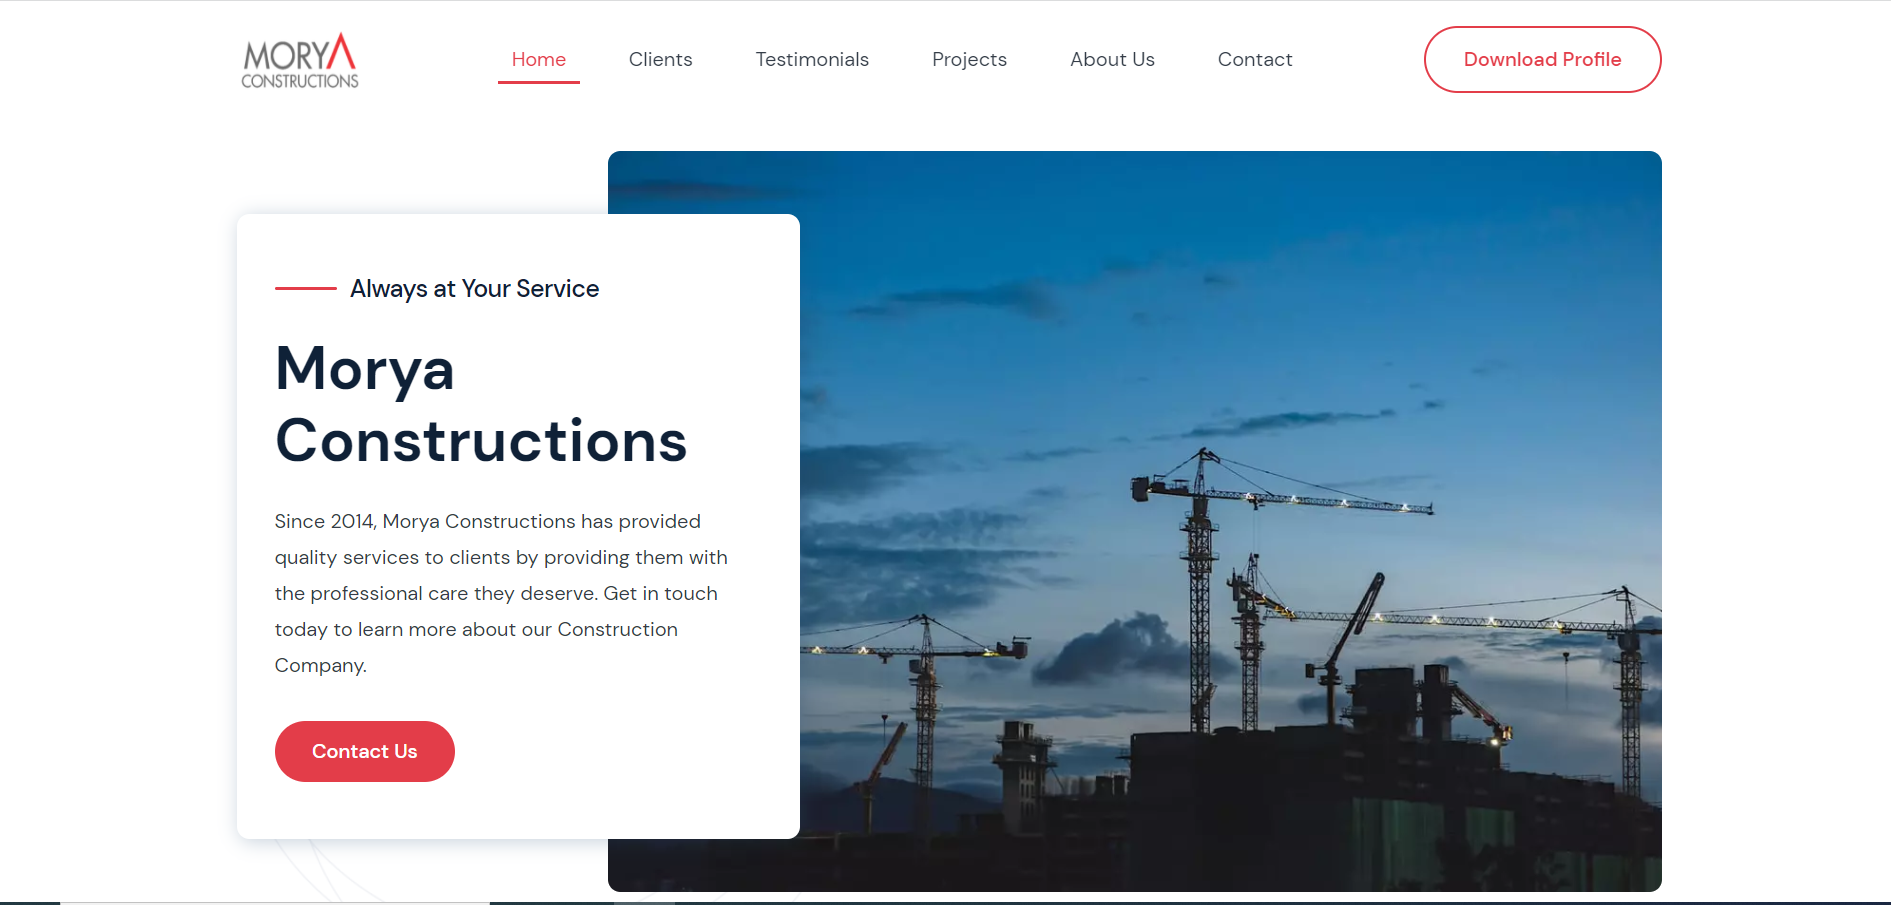 MORYA
CONSTRUCTIONS
Home
Clients
Testimonials
Projects
About Us
Contact
Download Profile
Always at Your Service
Morya
Constructions
Since 2014, Morya Constructions has provided
quality services to clients by providing them with
the professional care they deserve. Get in touch
today to learn more about our Construction
Company.
Contact Us